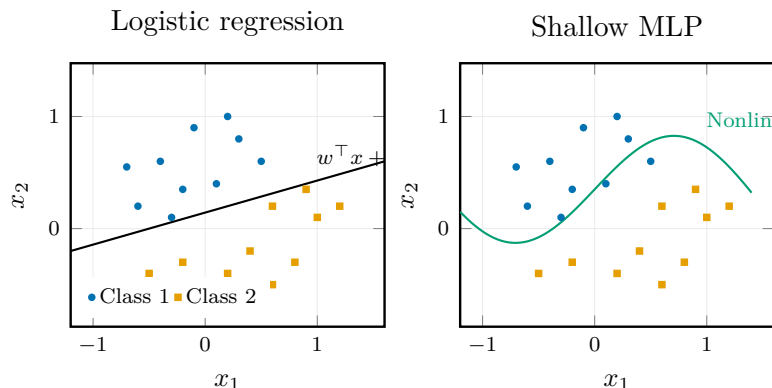 Logistic regression
1
0
−1
0
1
x₂
x₁
w⊤x +
Class 1
Class 2
Shallow MLP
1
0
−1
0
1
x₂
x₁
Nonlin